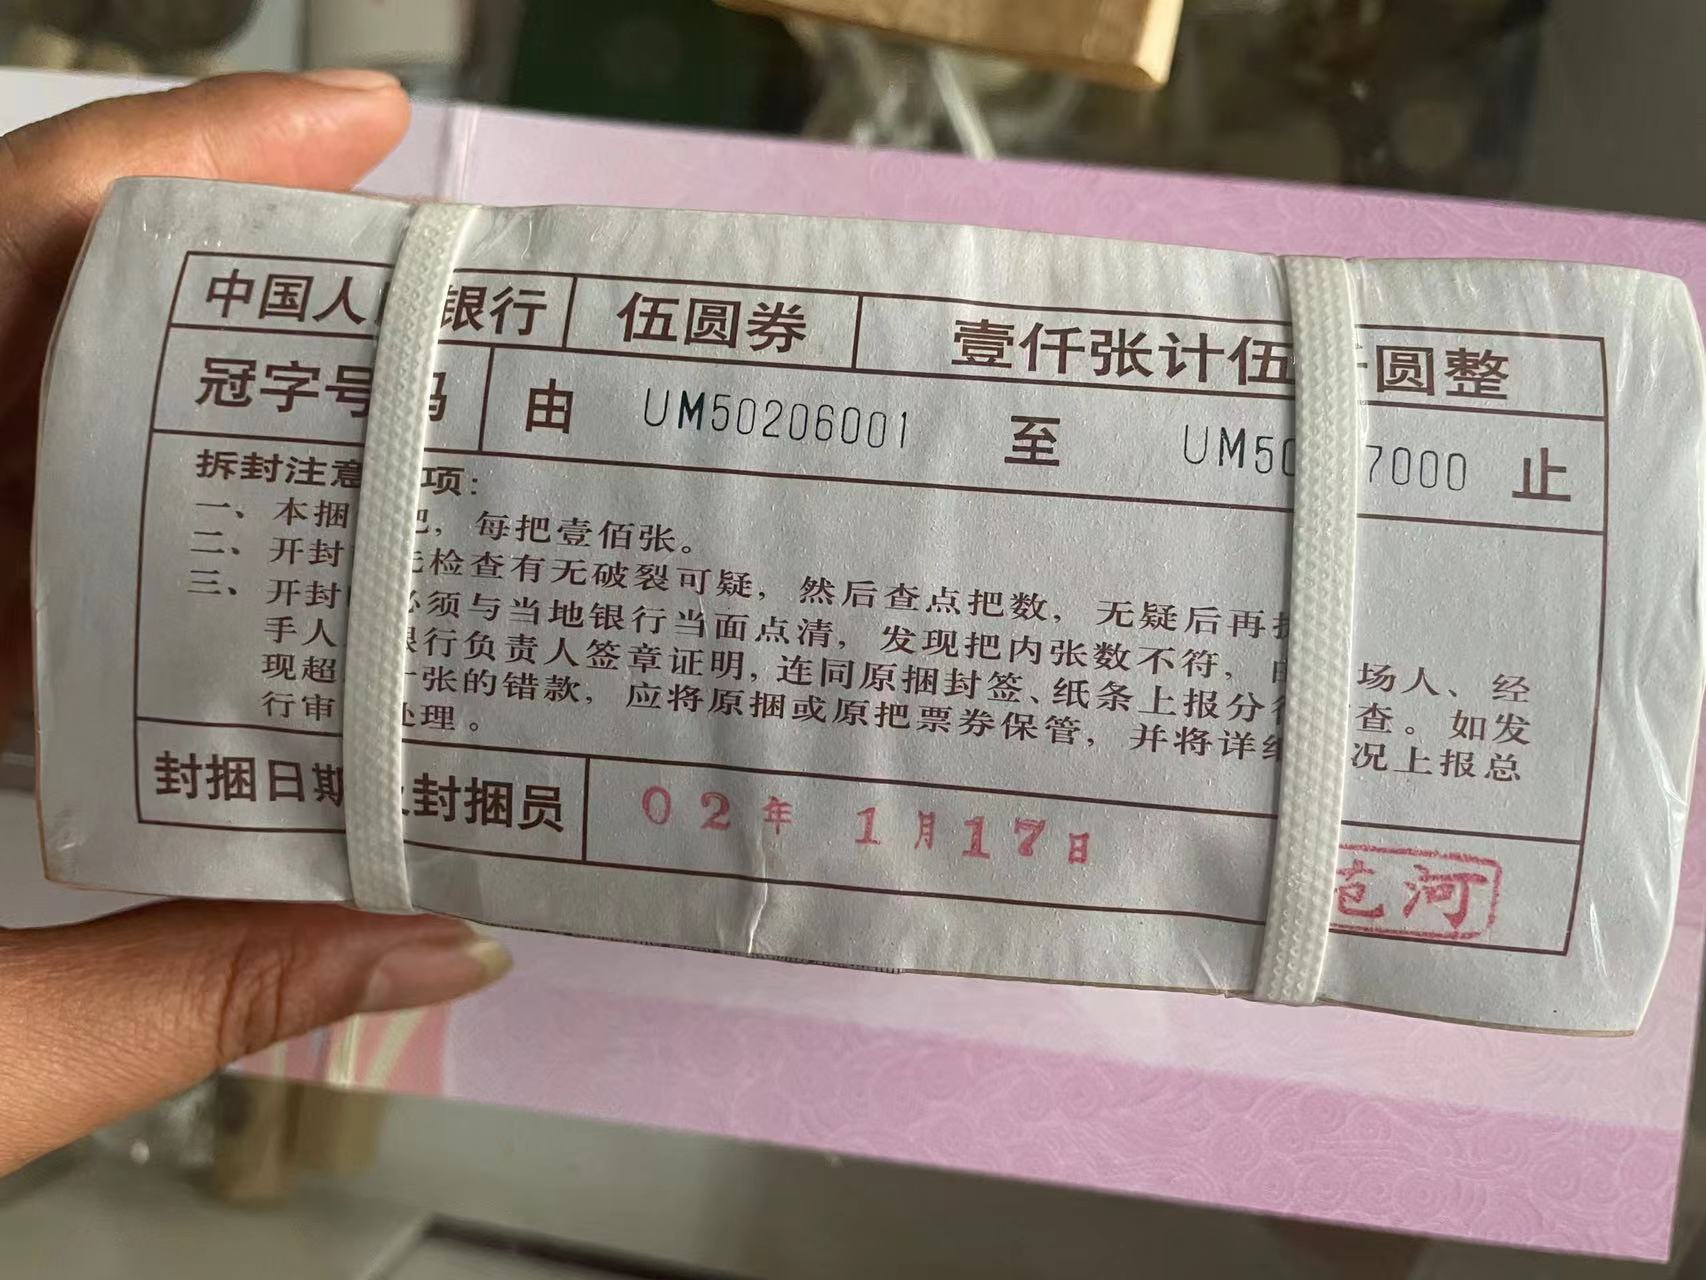 中国人 银行 伍圆券 壹仟张计伍 圆整
冠字号码 由 UM50206001 至 UM50 7000 止
拆封注意 项:
一、本捆 把，每把壹佰张。
二、开封 先检查有无破裂可疑，然后查点把数，无疑后再
三、开封 必须与当地银行当面点清，发现把内张数不符， 场人、经
手人 银行负责人签章证明,连同原捆封签、纸条上报分 查。如发
现超 张的错款，应将原捆或原把票券保管，并将详细 况上报总
行审 处理。
封捆日期 封捆员 02年 1月17日
范河